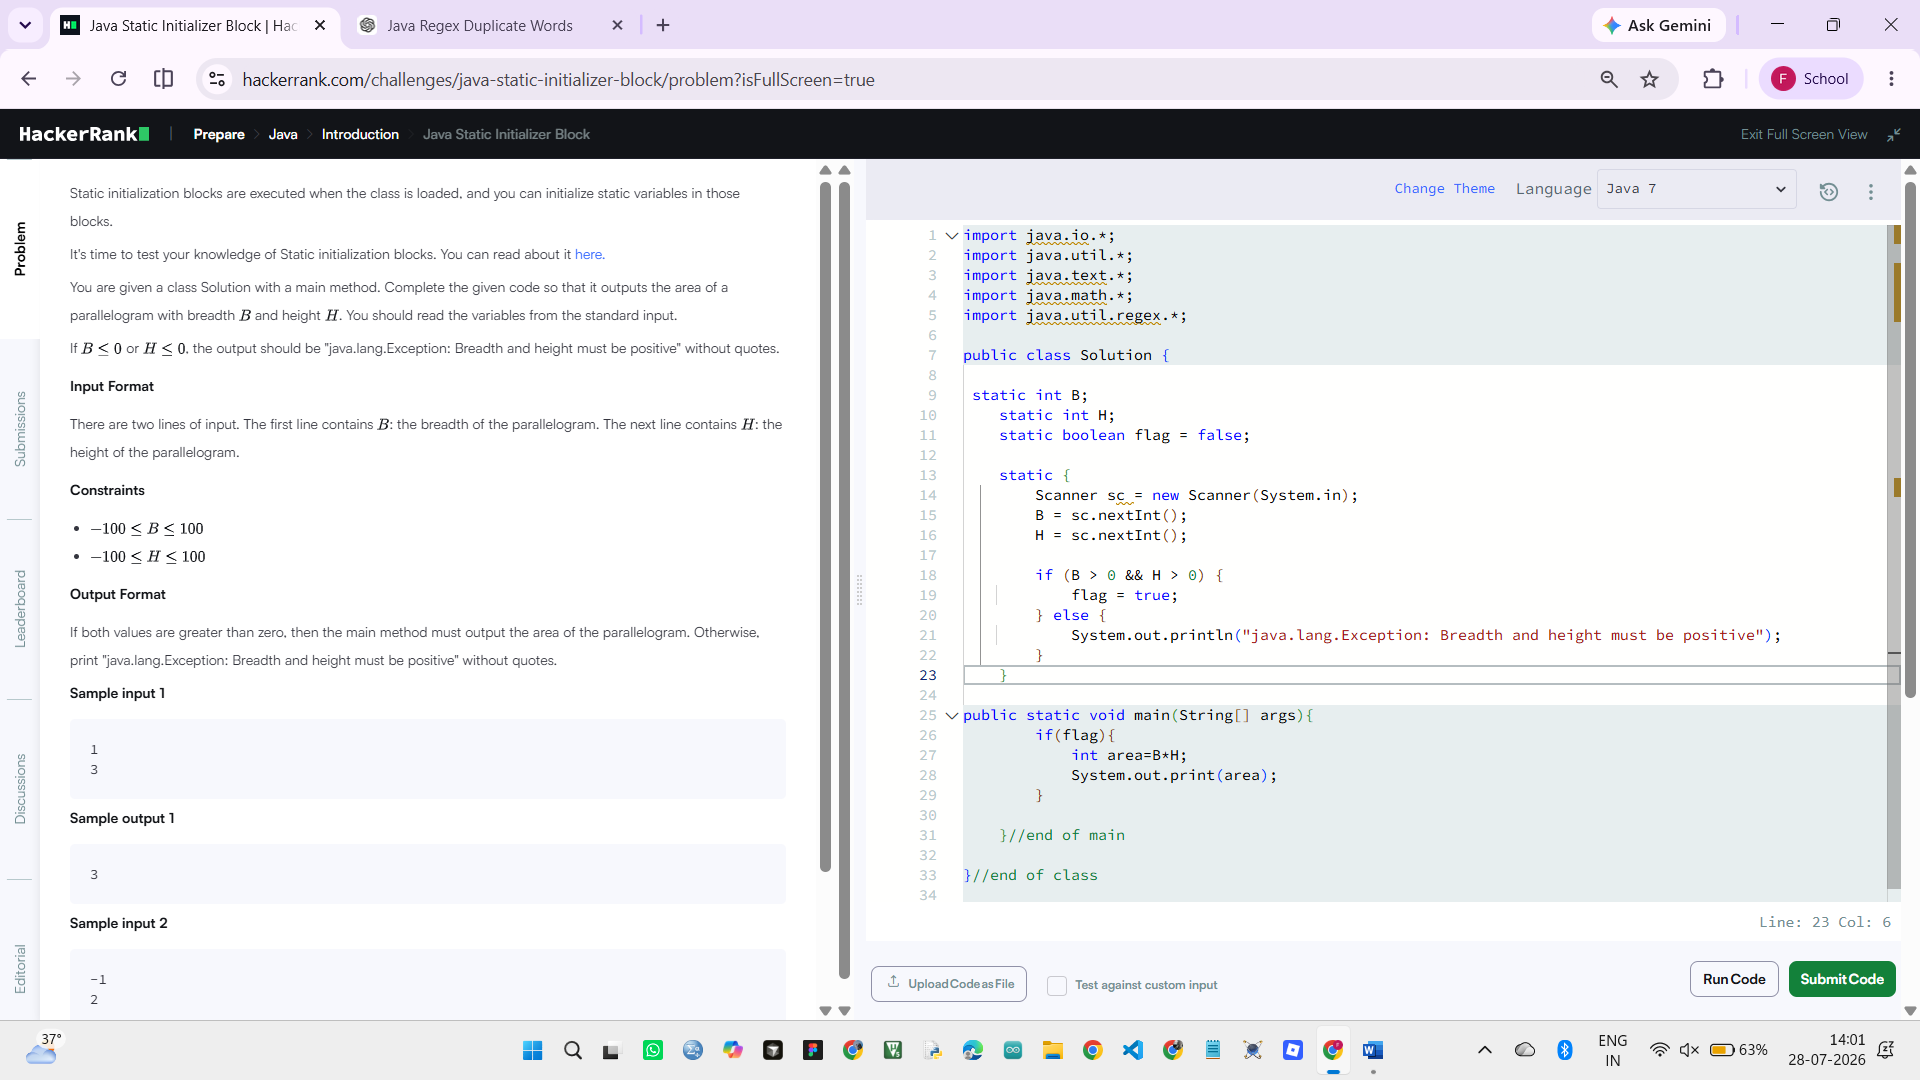 Java Static Initializer Block | Hac
Java Regex Duplicate Words
Ask Gemini
hackerrank.com/challenges/java-static-initializer-block/problem?isFullScreen=true
F School
HackerRank | Prepare > Java > Introduction > Java Static Initializer Block
Exit Full Screen View
Problem
Submissions
Leaderboard
Discussions
Editorial
Static initialization blocks are executed when the class is loaded, and you can initialize static variables in those
blocks.
It's time to test your knowledge of Static initialization blocks. You can read about it here.
You are given a class Solution with a main method. Complete the given code so that it outputs the area of a
parallelogram with breadth B and height H. You should read the variables from the standard input.
If B ≤ 0 or H ≤ 0, the output should be "java.lang.Exception: Breadth and height must be positive" without quotes.
Input Format
There are two lines of input. The first line contains B: the breadth of the parallelogram. The next line contains H: the
height of the parallelogram.
Constraints
• −100 ≤ B ≤ 100
• −100 ≤ H ≤ 100
Output Format
If both values are greater than zero, then the main method must output the area of the parallelogram. Otherwise,
print "java.lang.Exception: Breadth and height must be positive" without quotes.
Sample input 1
1
3
Sample output 1
3
Sample input 2
-1
2
Change Theme Language Java 7
1 import java.io.*;
2 import java.util.*;
3 import java.text.*;
4 import java.math.*;
5 import java.util.regex.*;
6
7 public class Solution {
8
9 static int B;
10 static int H;
11 static boolean flag = false;
12
13 static {
14 Scanner sc = new Scanner(System.in);
15 B = sc.nextInt();
16 H = sc.nextInt();
17
18 if (B > 0 && H > 0) {
19 flag = true;
20 } else {
21 System.out.println("java.lang.Exception: Breadth and height must be positive");
22 }
23 }
24
25 public static void main(String[] args){
26 if(flag){
27 int area=B*H;
28 System.out.print(area);
29 }
30
31 }//end of main
32
33 }//end of class
34
Line: 23 Col: 6
Upload Code as File
Test against custom input
Run Code
Submit Code
37°
ENG
IN
63%
14:01
28-07-2026